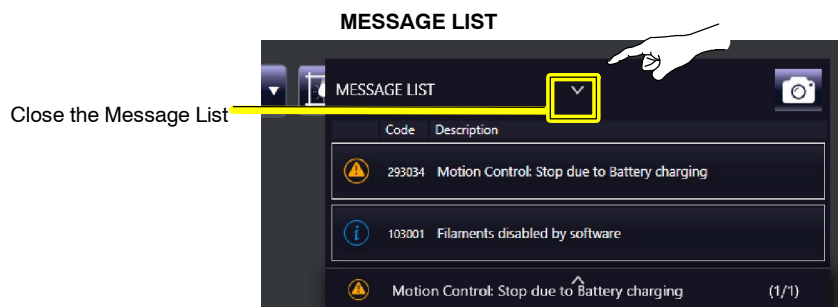 MESSAGE LIST
MESSAGE LIST
Close the Message List
Code Description
293034 Motion Control: Stop due to Battery charging
103001 Filaments disabled by software
Motion Control: Stop due to Battery charging (1/1)